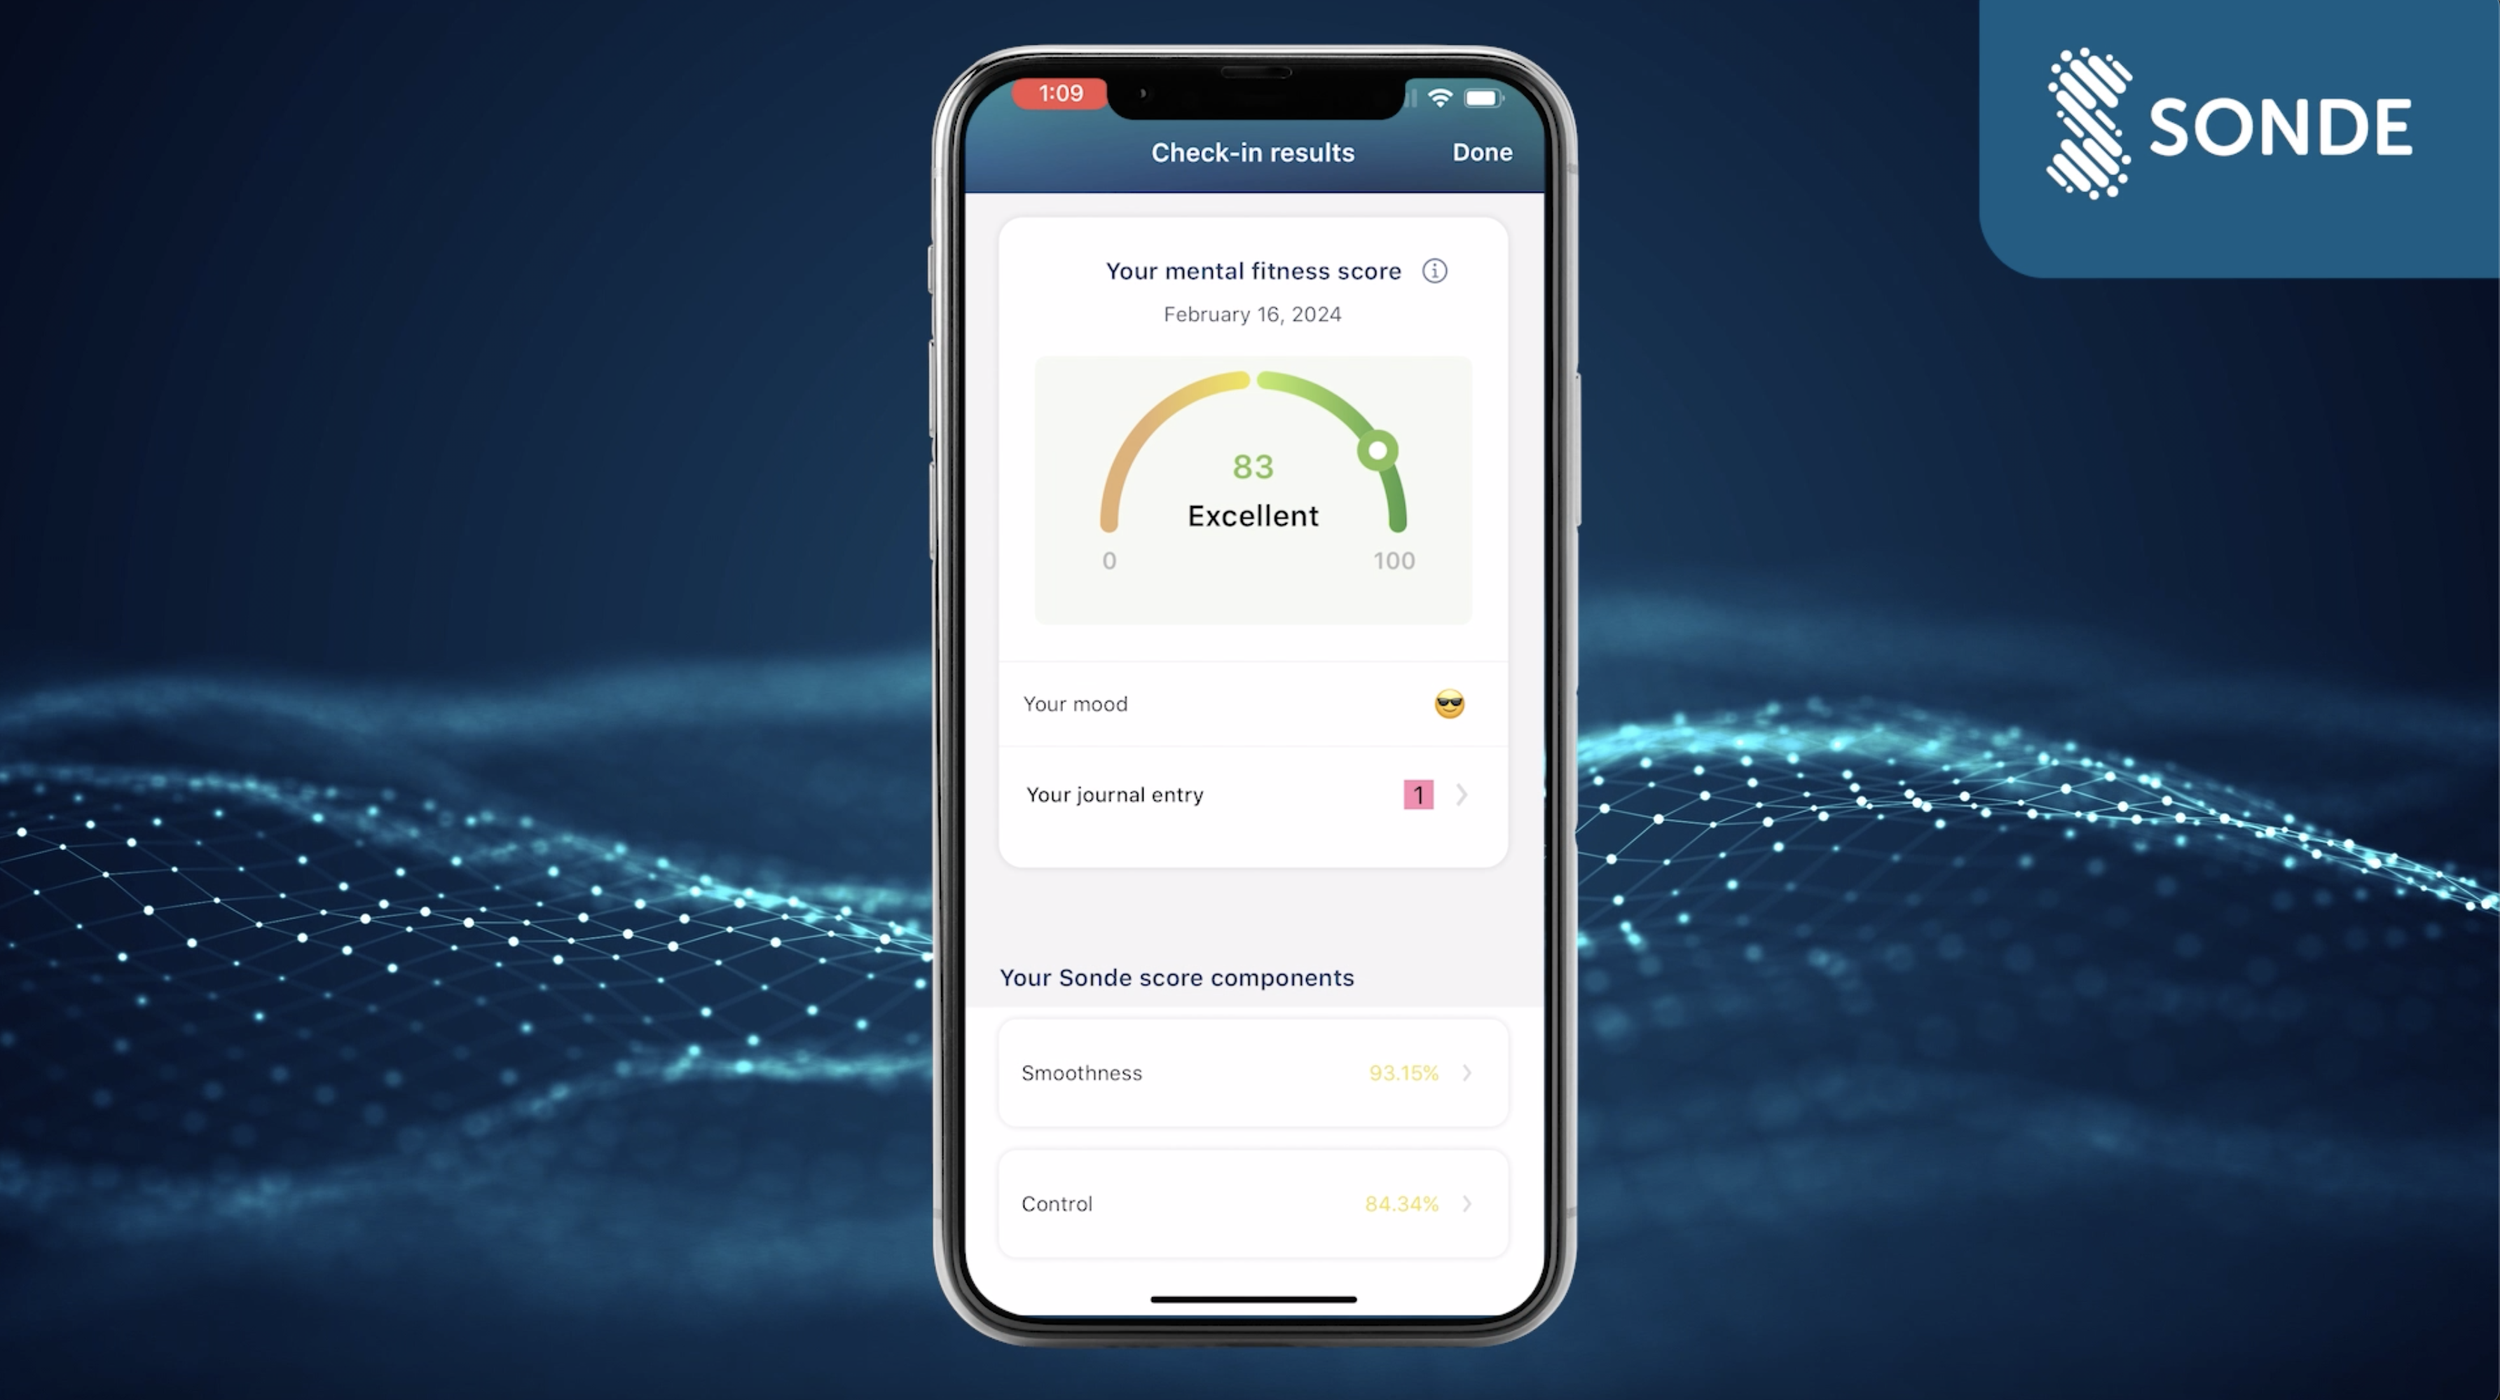 SONDE
1:09
Check-in results Done
Your mental fitness score
February 16, 2024
83
Excellent
0 100
Your mood
Your journal entry 1
Your Sonde score components
Smoothness 93.15%
Control 84.34%